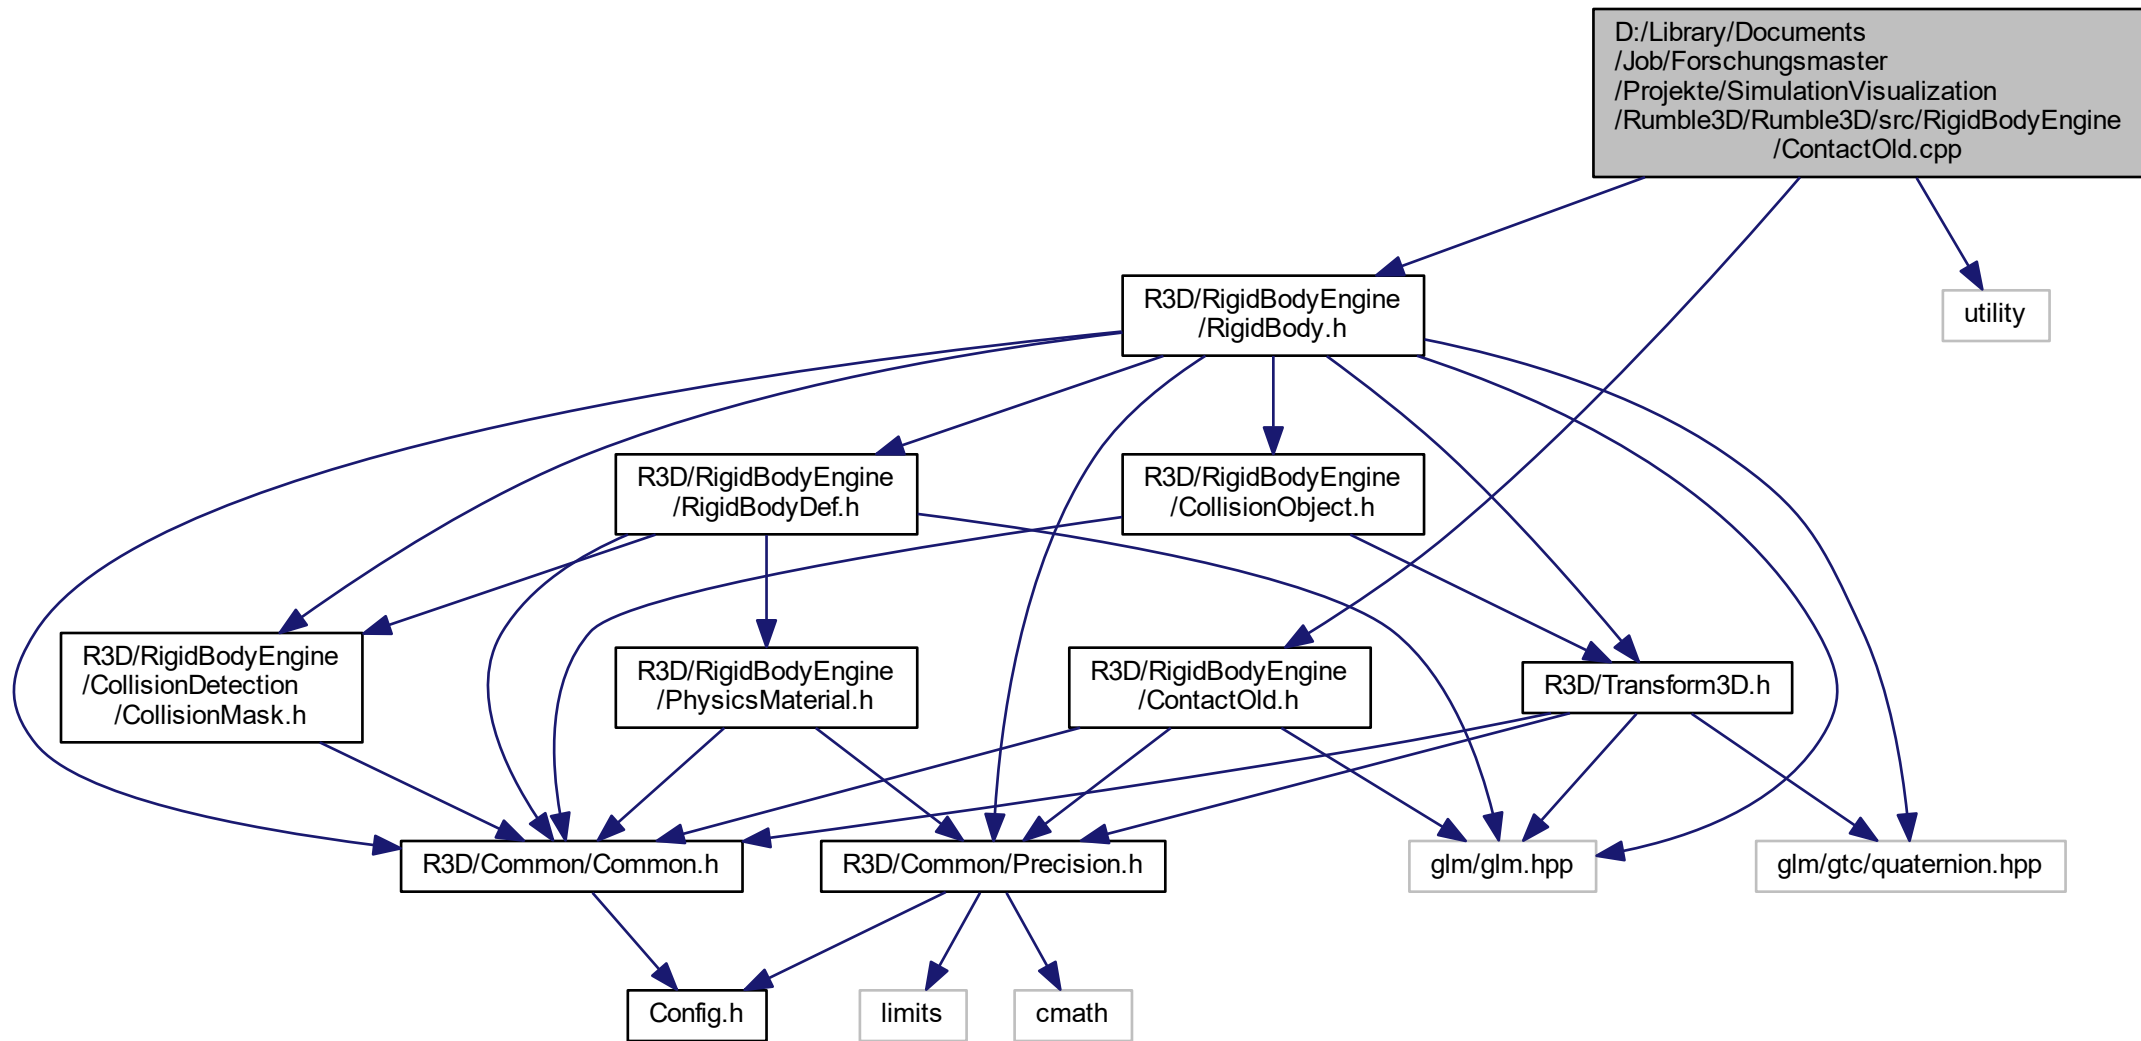 D:/Library/Documents
/Job/Forschungsmaster
/Projekte/SimulationVisualization
/Rumble3D/Rumble3D/src/RigidBodyEngine
/ContactOld.cpp
R3D/RigidBodyEngine
/RigidBody.h
utility
R3D/RigidBodyEngine
/RigidBodyDef.h
R3D/RigidBodyEngine
/CollisionObject.h
R3D/RigidBodyEngine
/CollisionDetection
/CollisionMask.h
R3D/RigidBodyEngine
/PhysicsMaterial.h
R3D/RigidBodyEngine
/ContactOld.h
R3D/Transform3D.h
R3D/Common/Common.h
R3D/Common/Precision.h
glm/glm.hpp
glm/gtc/quaternion.hpp
Config.h
limits
cmath